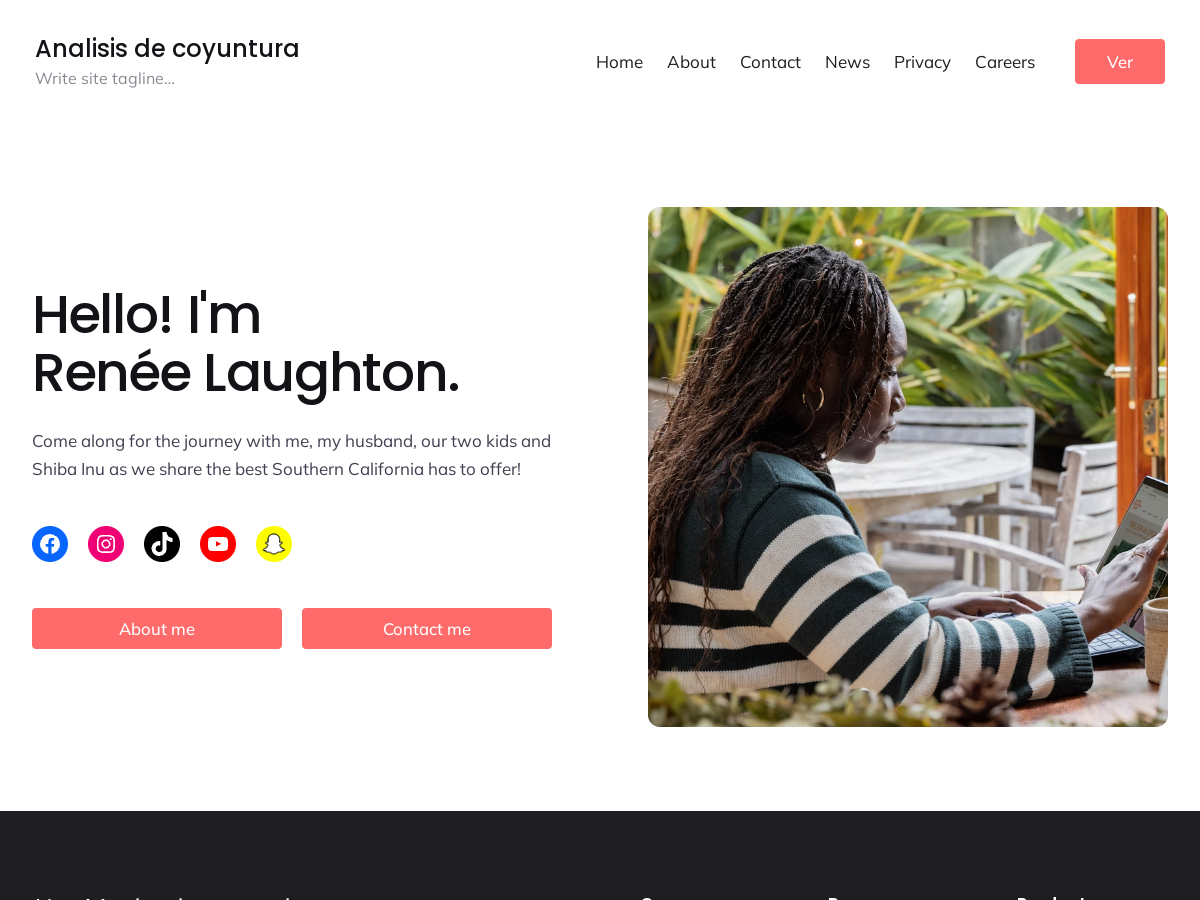 Analisis de coyuntura
Write site tagline...
Home About Contact News Privacy Careers Ver
Hello! I'm
Renée Laughton.
Come along for the journey with me, my husband, our two kids and
Shiba Inu as we share the best Southern California has to offer!
About me Contact me